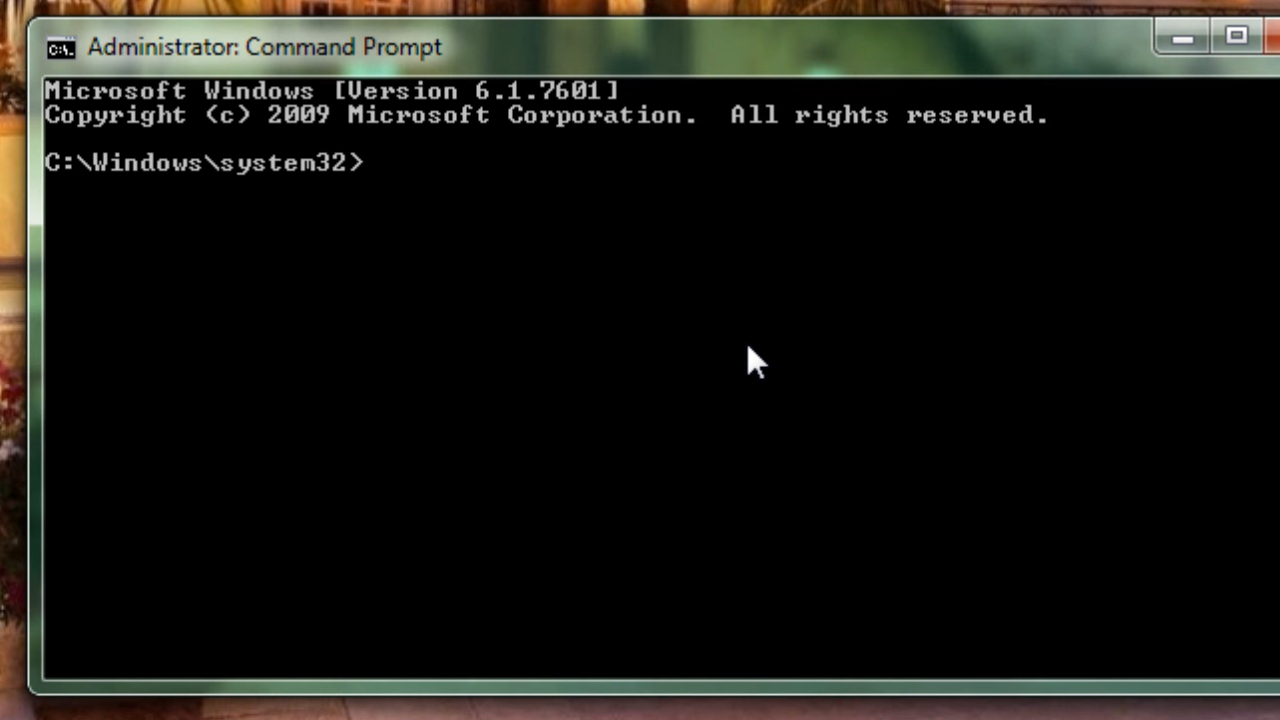 Administrator: Command Prompt
Microsoft Windows [Version 6.1.7601]
Copyright (c) 2009 Microsoft Corporation.  All rights reserved.
C:\Windows\system32>